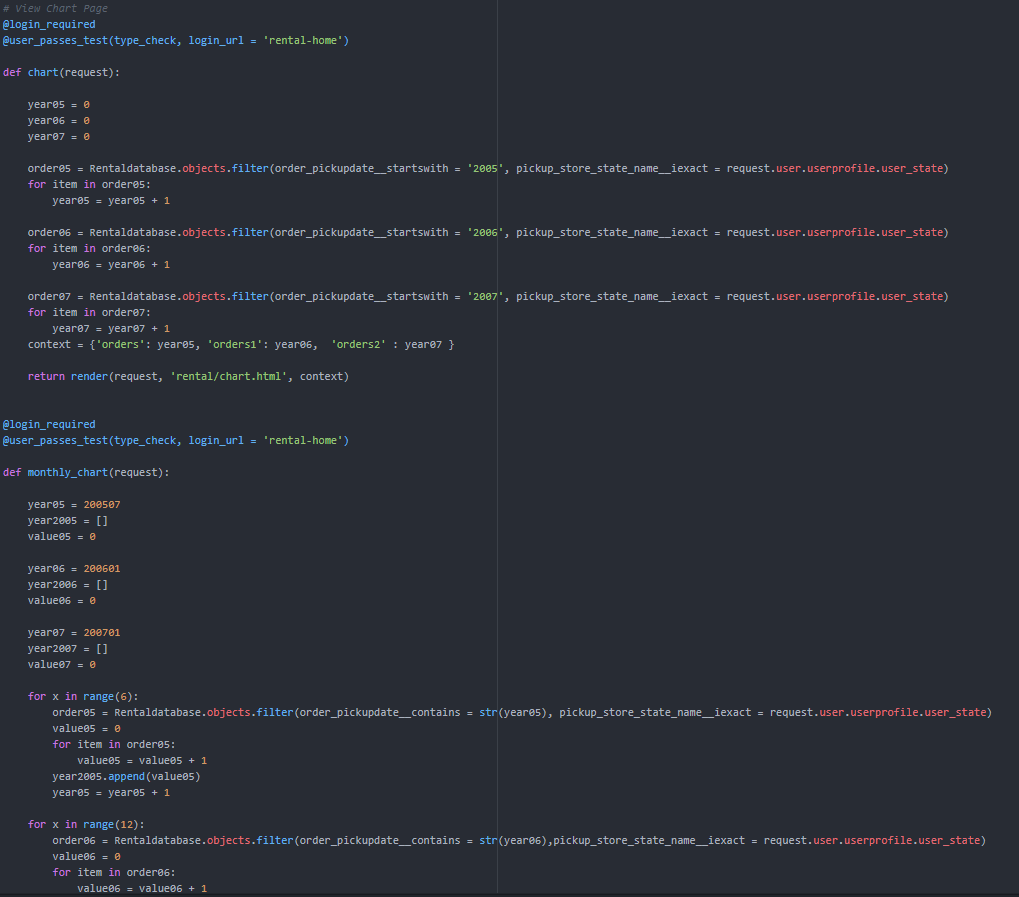 # View Chart Page
@login_required
@user_passes_test(type_check, login_url = 'rental-home')
def chart(request):
year05 = 0
year06 = 0
year07 = 0
order05 = Rentaldatabase.objects.filter(order_pickupdate__startswith = '2005', pickup_store_state_name__iexact = request.user.userprofile.user_state)
for item in order05:
year05 = year05 + 1
order06 = Rentaldatabase.objects.filter(order_pickupdate__startswith = '2006', pickup_store_state_name__iexact = request.user.userprofile.user_state)
for item in order06:
year06 = year06 + 1
order07 = Rentaldatabase.objects.filter(order_pickupdate__startswith = '2007', pickup_store_state_name__iexact = request.user.userprofile.user_state)
for item in order07:
year07 = year07 + 1
context = {'orders': year05, 'orders1': year06,  'orders2' : year07 }
return render(request, 'rental/chart.html', context)
@login_required
@user_passes_test(type_check, login_url = 'rental-home')
def monthly_chart(request):
year05 = 200507
year2005 = []
value05 = 0
year06 = 200601
year2006 = []
value06 = 0
year07 = 200701
year2007 = []
value07 = 0
for x in range(6):
order05 = Rentaldatabase.objects.filter(order_pickupdate__contains = str(year05), pickup_store_state_name__iexact = request.user.userprofile.user_state)
value05 = 0
for item in order05:
value05 = value05 + 1
year2005.append(value05)
year05 = year05 + 1
for x in range(12):
order06 = Rentaldatabase.objects.filter(order_pickupdate__contains = str(year06),pickup_store_state_name__iexact = request.user.userprofile.user_state)
value06 = 0
for item in order06:
value06 = value06 + 1